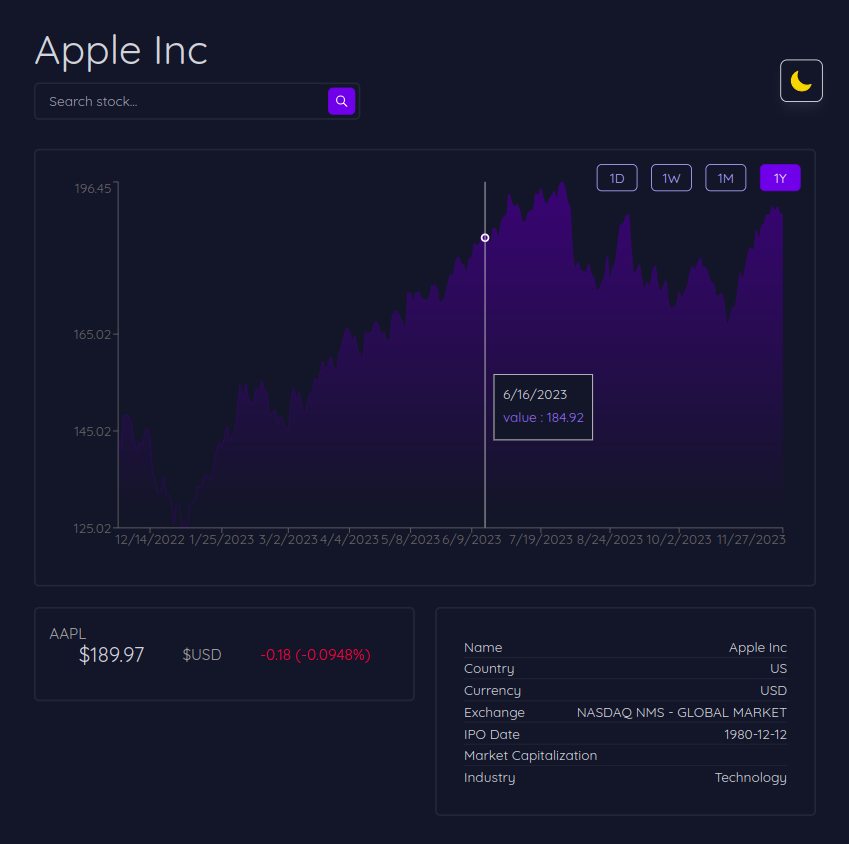 Apple Inc
Search stock...
1D 1W 1M 1Y
196.45
165.02
145.02
125.02
6/16/2023
value : 184.92
12/14/2022 1/25/2023 3/2/2023 4/4/2023 5/8/2023 6/9/2023 7/19/2023 8/24/2023 10/2/2023 11/27/2023
AAPL
$189.97 $USD -0.18 (-0.0948%)
Name Apple Inc
Country US
Currency USD
Exchange NASDAQ NMS - GLOBAL MARKET
IPO Date 1980-12-12
Market Capitalization
Industry Technology